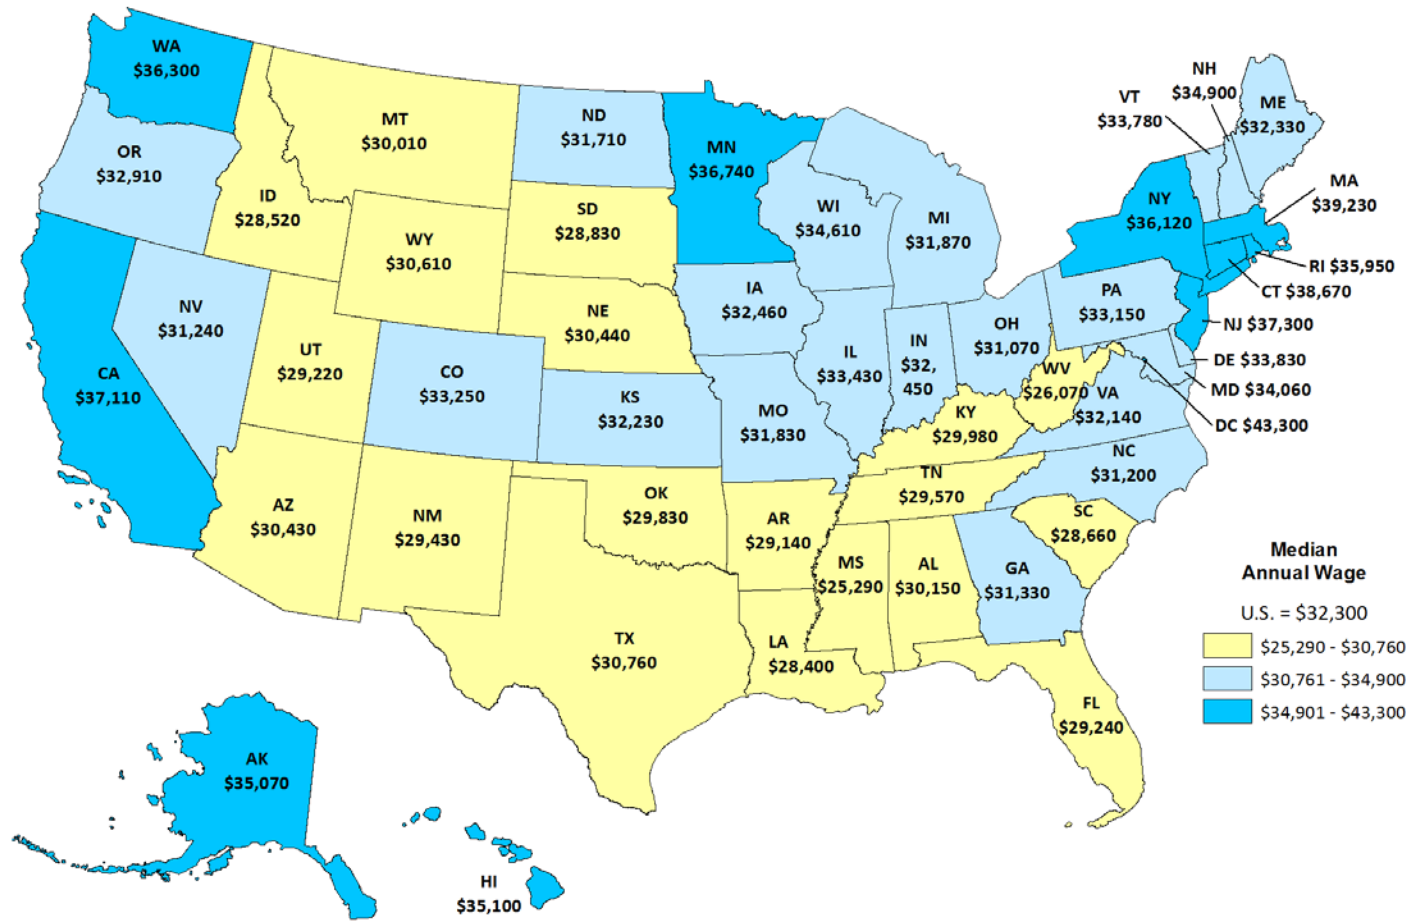 WA
$36,300
OR
$32,910
CA
$37,110
NV
$31,240
ID
$28,520
MT
$30,010
WY
$30,610
UT
$29,220
AZ
$30,430
CO
$33,250
NM
$29,430
ND
$31,710
SD
$28,830
NE
$30,440
KS
$32,230
OK
$29,830
TX
$30,760
MN
$36,740
IA
$32,460
MO
$31,830
AR
$29,140
LA
$28,400
WI
$34,610
IL
$33,430
MI
$31,870
IN
$32,
450
OH
$31,070
KY
$29,980
TN
$29,570
MS
$25,290
AL
$30,150
GA
$31,330
FL
$29,240
SC
$28,660
NC
$31,200
VA
$32,140
WV
$26,070
PA
$33,150
NY
$36,120
VT
$33,780
NH
$34,900
ME
$32,330
MA
$39,230
RI $35,950
CT $38,670
NJ $37,300
DE $33,830
MD $34,060
DC $43,300
AK
$35,070
HI
$35,100
Median
Annual Wage
U.S. = $32,300
$25,290 - $30,760
$30,761 - $34,900
$34,901 - $43,300